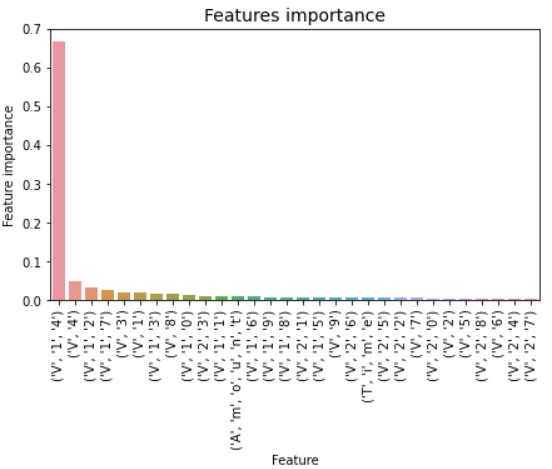 Features importance
Feature importance
0.7
0.6
0.5
0.4
0.3
0.2
0.1
0.0
('V', '1', '4')
('V', '4')
('V', '1', '2')
('V', '1', '7')
('V', '3')
('V', '1')
('V', '1', '3')
('V', '8')
('V', '1', '0')
('V', '2', '3')
('V', '1', '1')
('A', 'm', 'o', 'u', 'n', 't')
('V', '1', '6')
('V', '1', '9')
('V', '1', '8')
('V', '2', '1')
('V', '1', '5')
('V', '9')
('V', '2', '6')
('T', 'i', 'm', 'e')
('V', '2', '5')
('V', '2', '2')
('V', '7')
('V', '2', '0')
('V', '2')
('V', '5')
('V', '2', '8')
('V', '6')
('V', '2', '4')
('V', '2', '7')
Feature